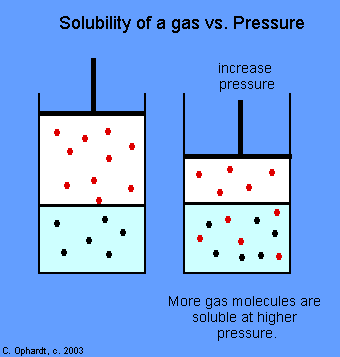 Solubility of a gas vs. Pressure
increase
pressure
More gas molecules are
soluble at higher
pressure.
C. Ophardt, c. 2003